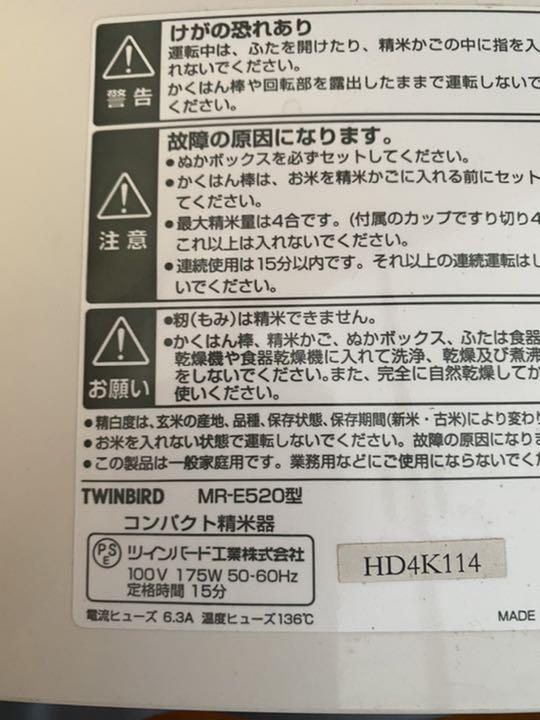 けがの恐れあり
運転中は、ふたを開けたり、精米かごの中に指を入
れないでください。
かくはん棒や回転部を露出したままで運転しないで
ください。
警告
故障の原因になります。
●ぬかボックスを必ずセットしてください。
●かくはん棒は、お米を精米かごに入れる前にセット
てください。
●最大精米量は4合です。(付属のカップですり切り4
これ以上は入れないでください。
●連続使用は15分以内です。それ以上の連続運転はし
いでください。
注意
●籾(もみ)は精米できません。
●かくはん棒、精米かご、ぬかボックス、ふたは食器
乾燥機や食器乾燥機に入れて洗浄、乾燥及び煮沸
をしないでください。また、完全に自然乾燥してか
使いください。
お願い
●精白度は、玄米の産地、品種、保存状態、保存期間(新米・古米)により変わり
●お米を入れない状態で運転しないでください。故障の原因になりま
●この製品は一般家庭用です。業務用などにご使用にならないでくだ
TWINBIRD MR-E520型
コンパクト精米器
PSE ツインバード工業株式会社
100V 175W 50-60Hz
定格時間 15分
HD4K114
電流ヒューズ 6.3A 温度ヒューズ136℃
MADE